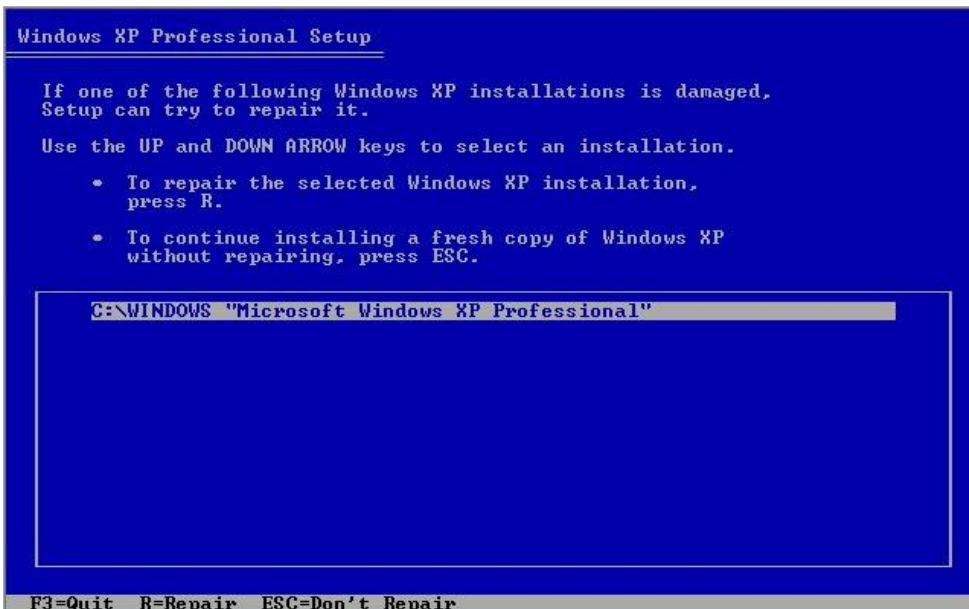 Windows XP Professional Setup
If one of the following Windows XP installations is damaged,
Setup can try to repair it.
Use the UP and DOWN ARROW keys to select an installation.
• To repair the selected Windows XP installation,
press R.
• To continue installing a fresh copy of Windows XP
without repairing, press ESC.
C:\WINDOWS "Microsoft Windows XP Professional"
F3=Quit R=Repair ESC=Don't Repair